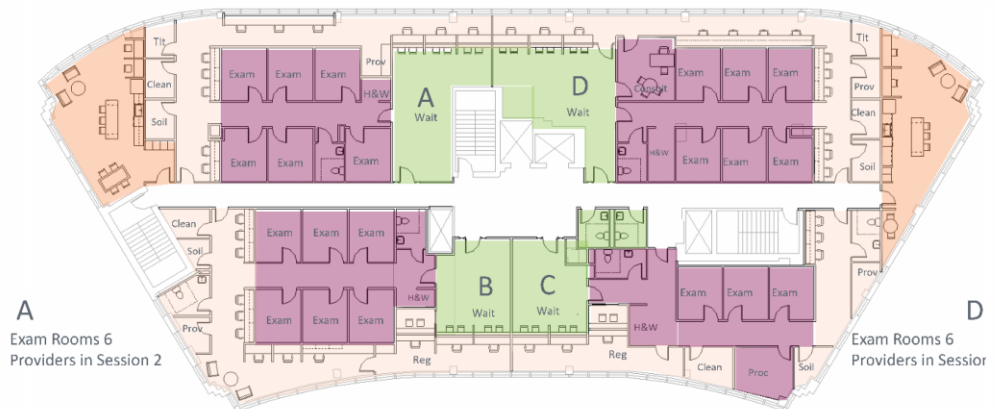 Tlt
Prov
Tlt
Exam Exam Exam
Consult
Exam Exam Exam
Clean
A
Wait
D
Wait
Prov
H&W
Soil
Clean
Exam Exam Exam
H&W
Exam Exam Exam
Soil
Clean
Exam Exam Exam
Soil
B
Wait
C
Wait
Exam Exam Exam
Prov
H&W
A
Exam Rooms 6
Providers in Session 2
Prov
Exam Exam Exam
H&W
D
Exam Rooms 6
Providers in Session
Reg
Reg
Clean
Proc
Soil